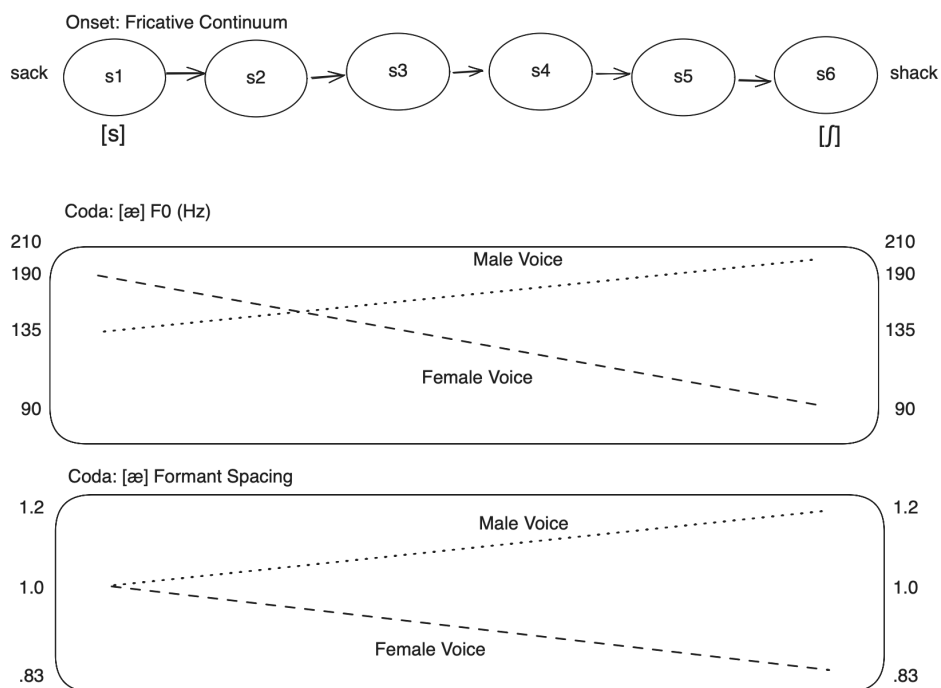 Onset: Fricative Continuum
sack s1 s2 s3 s4 s5 s6 shack
[s] [ʃ]
Coda: [æ] F0 (Hz)
210 210
Male Voice
190 190
135 135
Female Voice
90 90
Coda: [æ] Formant Spacing
1.2 1.2
Male Voice
1.0 1.0
Female Voice
.83 .83